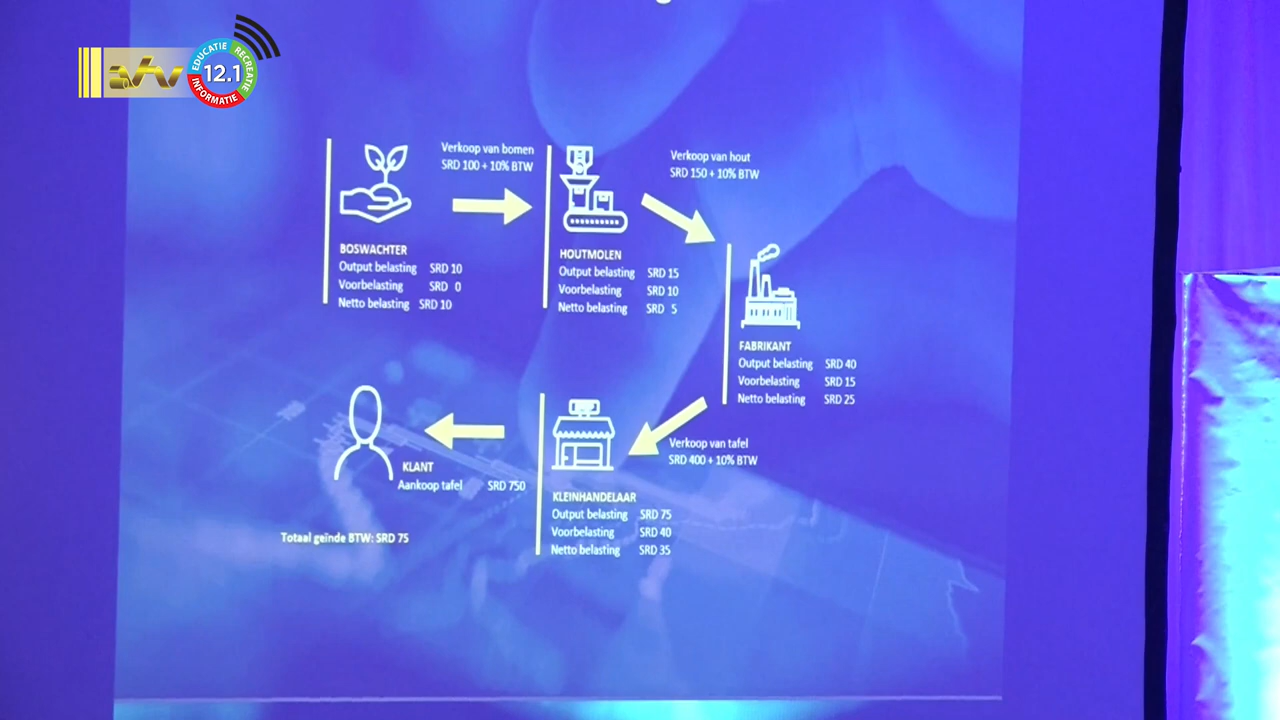 atv
EDUCATIE
RECREATIE
INFORMATIE
12.1
Verkoop van bomen
SRD 100 + 10% BTW
Verkoop van hout
SRD 150 + 10% BTW
BOSWACHTER
Output belasting SRD 10
Voorbelasting SRD 0
Netto belasting SRD 10
HOUTMOLEN
Output belasting SRD 15
Voorbelasting SRD 10
Netto belasting SRD 5
FABRIKANT
Output belasting SRD 40
Voorbelasting SRD 15
Netto belasting SRD 25
Verkoop van tafel
SRD 400 + 10% BTW
KLANT
Aankoop tafel SRD 750
KLEINHANDELAAR
Output belasting SRD 75
Voorbelasting SRD 40
Netto belasting SRD 35
Totaal geïnde BTW: SRD 75